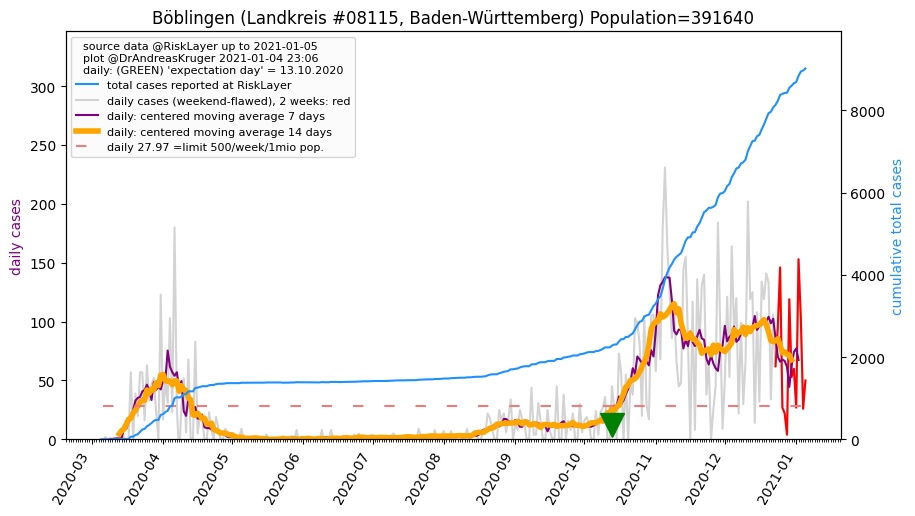 Böblingen (Landkreis #08115, Baden-Württemberg) Population=391640
source data @RiskLayer up to 2021-01-05
plot @DrAndreasKruger 2021-01-04 23:06
daily: (GREEN) 'expectation day' = 13.10.2020
total cases reported at RiskLayer
daily cases (weekend-flawed), 2 weeks: red
daily: centered moving average 7 days
daily: centered moving average 14 days
daily 27.97 =limit 500/week/1mio pop.
daily cases
300
250
200
150
100
50
0
cumulative total cases
8000
6000
4000
2000
0
2020-03
2020-04
2020-05
2020-06
2020-07
2020-08
2020-09
2020-10
2020-11
2020-12
2021-01